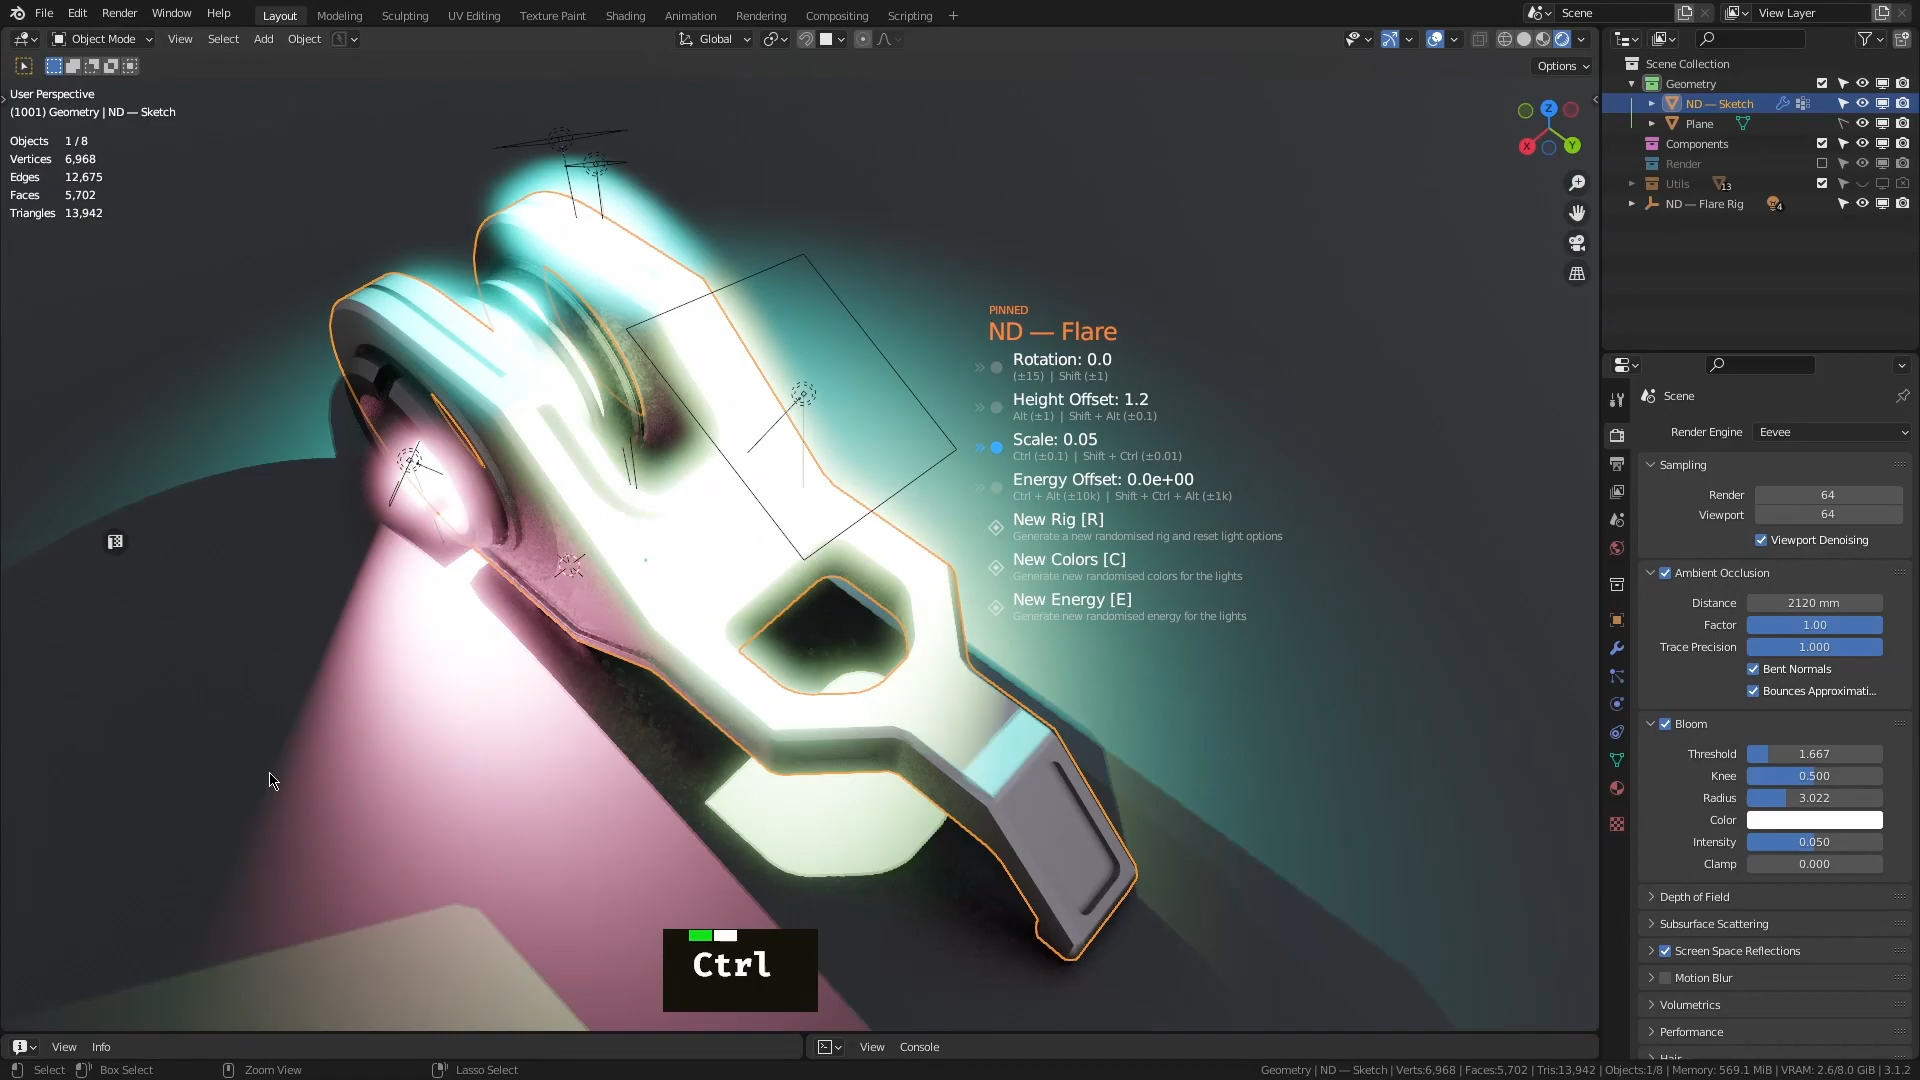 File Edit Render Window Help
Layout Modeling Sculpting UV Editing Texture Paint Shading Animation Rendering Compositing Scripting +
Scene
View Layer
Object Mode View Select Add Object
Global
Options
User Perspective
(1001) Geometry | ND — Sketch
Objects 1 / 8
Vertices 6,968
Edges 12,675
Faces 5,702
Triangles 13,942
Z
X
Y
PINNED
ND — Flare
Rotation: 0.0
(±15) | Shift (±1)
Height Offset: 1.2
Alt (±1) | Shift + Alt (±0.1)
Scale: 0.05
Ctrl (±0.1) | Shift + Ctrl (±0.01)
Energy Offset: 0.0e+00
Ctrl + Alt (±10k) | Shift + Ctrl + Alt (±1k)
New Rig [R]
Generate a new randomised rig and reset light options
New Colors [C]
Generate new randomised colors for the lights
New Energy [E]
Generate new randomised energy for the lights
Ctrl
Scene Collection
Geometry
ND — Sketch
Plane
Components
Render
Utils 13
ND — Flare Rig 4
Scene
Render Engine Eevee
Sampling
Render 64
Viewport 64
Viewport Denoising
Ambient Occlusion
Distance 2120 mm
Factor 1.00
Trace Precision 1.000
Bent Normals
Bounces Approximati...
Bloom
Threshold 1.667
Knee 0.500
Radius 3.022
Color
Intensity 0.050
Clamp 0.000
Depth of Field
Subsurface Scattering
Screen Space Reflections
Motion Blur
Volumetrics
Performance
Hair
View Info
View Console
Select Box Select Zoom View Lasso Select
Geometry | ND — Sketch | Verts:6,968 | Faces:5,702 | Tris:13,942 | Objects:1/8 | Memory: 569.1 MiB | VRAM: 2.6/8.0 GiB | 3.1.2